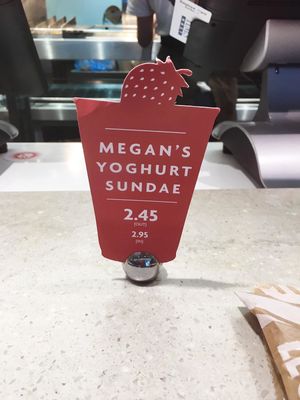 MEGAN'S
YOGHURT
SUNDAE
2.45
[OUT]
2.95
[IN]